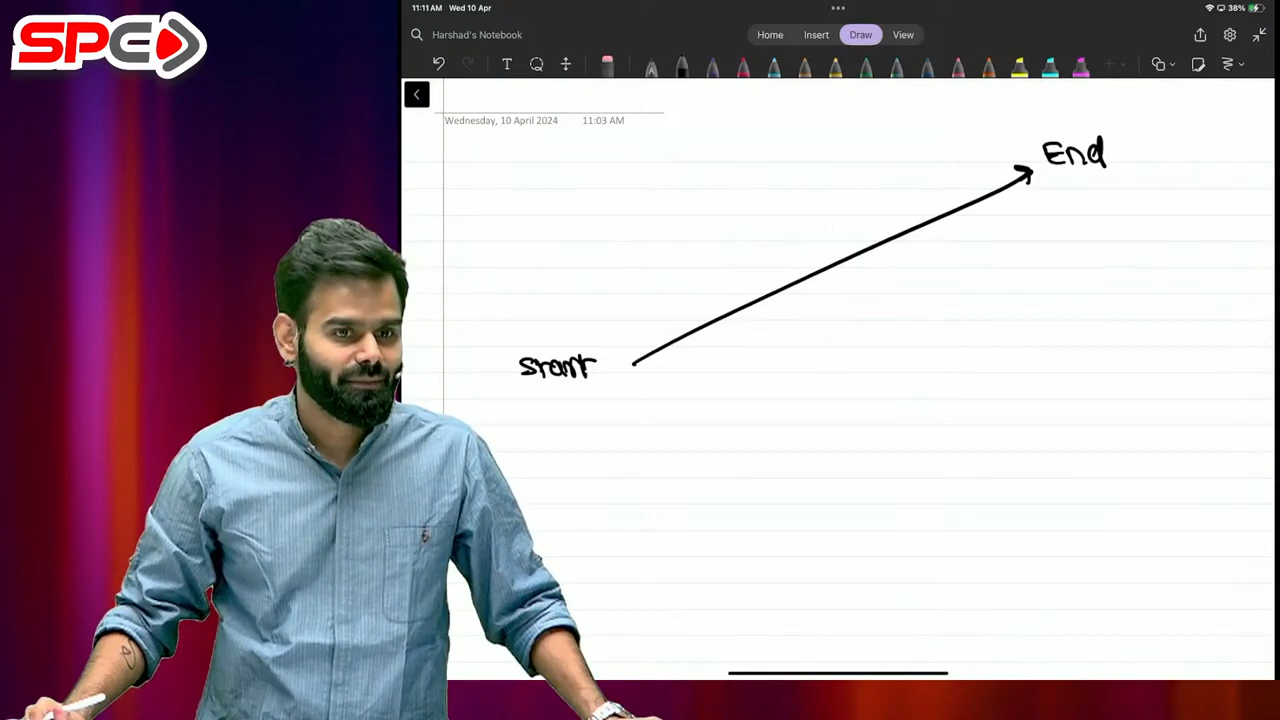 SPC
11:11 AM Wed 10 Apr
38%
Harshad's Notebook
Home Insert Draw View
Wednesday, 10 April 2024 11:03 AM
End
Start